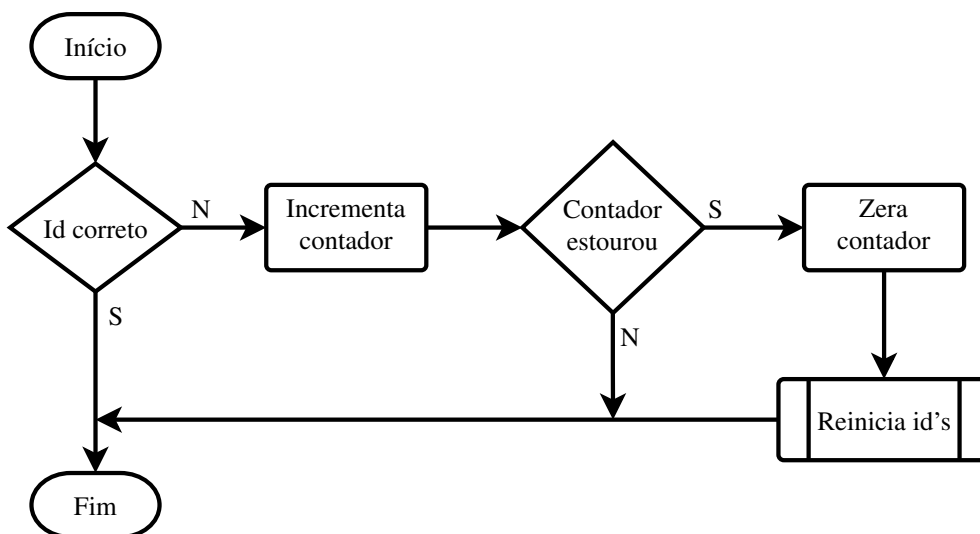 Início
Id correto
N
Incrementa
contador
Contador
estourou
S
Zera
contador
S
N
Reinicia id's
Fim